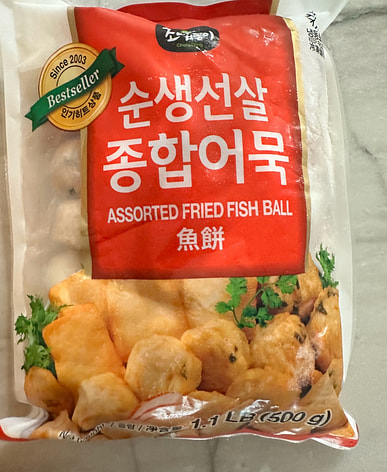 Since 2003
Bestseller
인기히트상품
순생선살
종합어묵
ASSORTED FRIED FISH BALL
魚餅
1.1 LB (500 g)